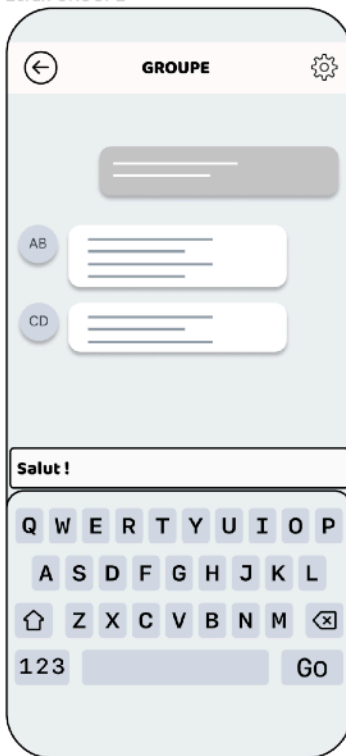 GROUPE
AB
CD
Salut !
Q W E R T Y U I O P
A S D F G H J K L
Z X C V B N M
123 Go